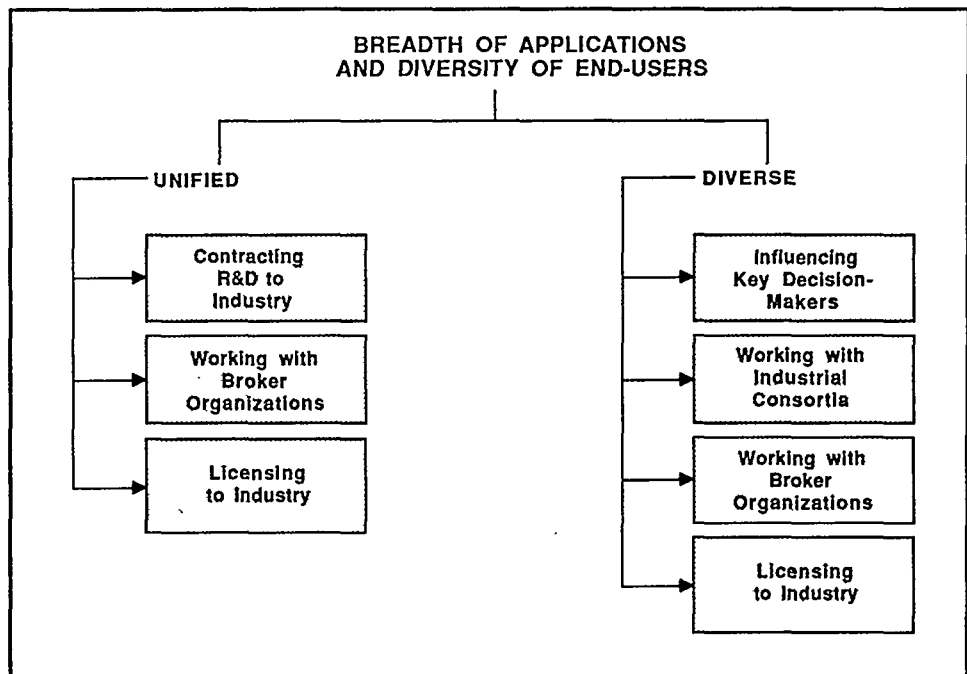 BREADTH OF APPLICATIONS
AND DIVERSITY OF END-USERS
UNIFIED
Contracting
R&D to
Industry
Working with
Broker
Organizations
Licensing
to Industry
DIVERSE
Influencing
Key Decision-
Makers
Working with
Industrial
Consortia
Working with
Broker
Organizations
Licensing
to Industry